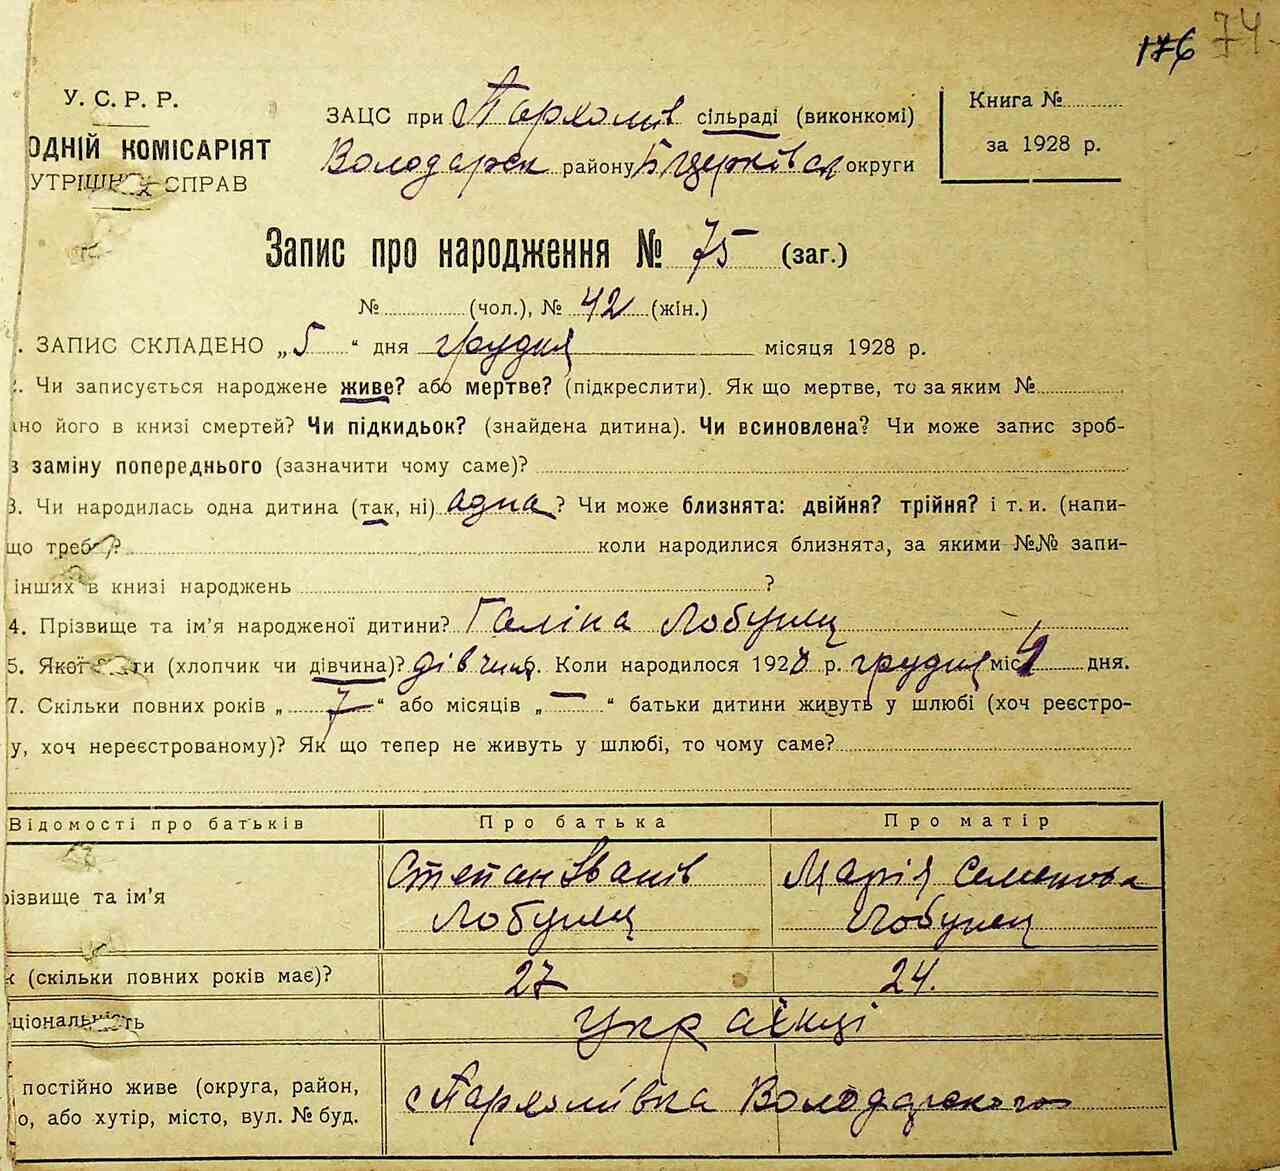 176 74
У. С. Р. Р.
ОДНІЙ КОМІСАРІЯТ
УТРІШНІХ СПРАВ
ЗАЦС при Пархомів сільраді (виконкомі)
Володарськ району Б Церківськ округи
Книга №
за 1928 р.
Запис про народження № 75 (заг.)
№ (чол.), № 42 (жін.)
. ЗАПИС СКЛАДЕНО „5“ дня грудня місяця 1928 р.
. Чи записується народжене живе? або мертве? (підкреслити). Як що мертве, то за яким №
но його в книзі смертей? Чи підкидьок? (знайдена дитина). Чи всиновлена? Чи може запис зроб-
в заміну попереднього (зазначити чому саме)?
3. Чи народилась одна дитина (так, ні) одна? Чи може близнята: двійня? трійня? і т. и. (напи-
що треба)? коли народилися близнята, за якими №№ запи-
інших в книзі народжень ?
4. Прізвище та ім’я народженої дитини? Галіна Лобунец
5. Якої статі (хлопчик чи дівчина)? дівчина. Коли народилося 1928 р. грудня міс 4 дня.
7. Скільки повних років „7“ або місяців „—“ батьки дитини живуть у шлюбі (хоч реєстро-
у, хоч нереєстрованому)? Як що тепер не живуть у шлюбі, то чому саме?
Відомості про батьків Про батька Про матір
різвище та ім’я
Степан Іванів Марія Семенова
Лобунец Лобунец
к (скільки повних років має)? 27 24.
ціональність Українці
постійно живе (округа, район,
о, або хутір, місто, вул. № буд.
с Пархомівка Володарского